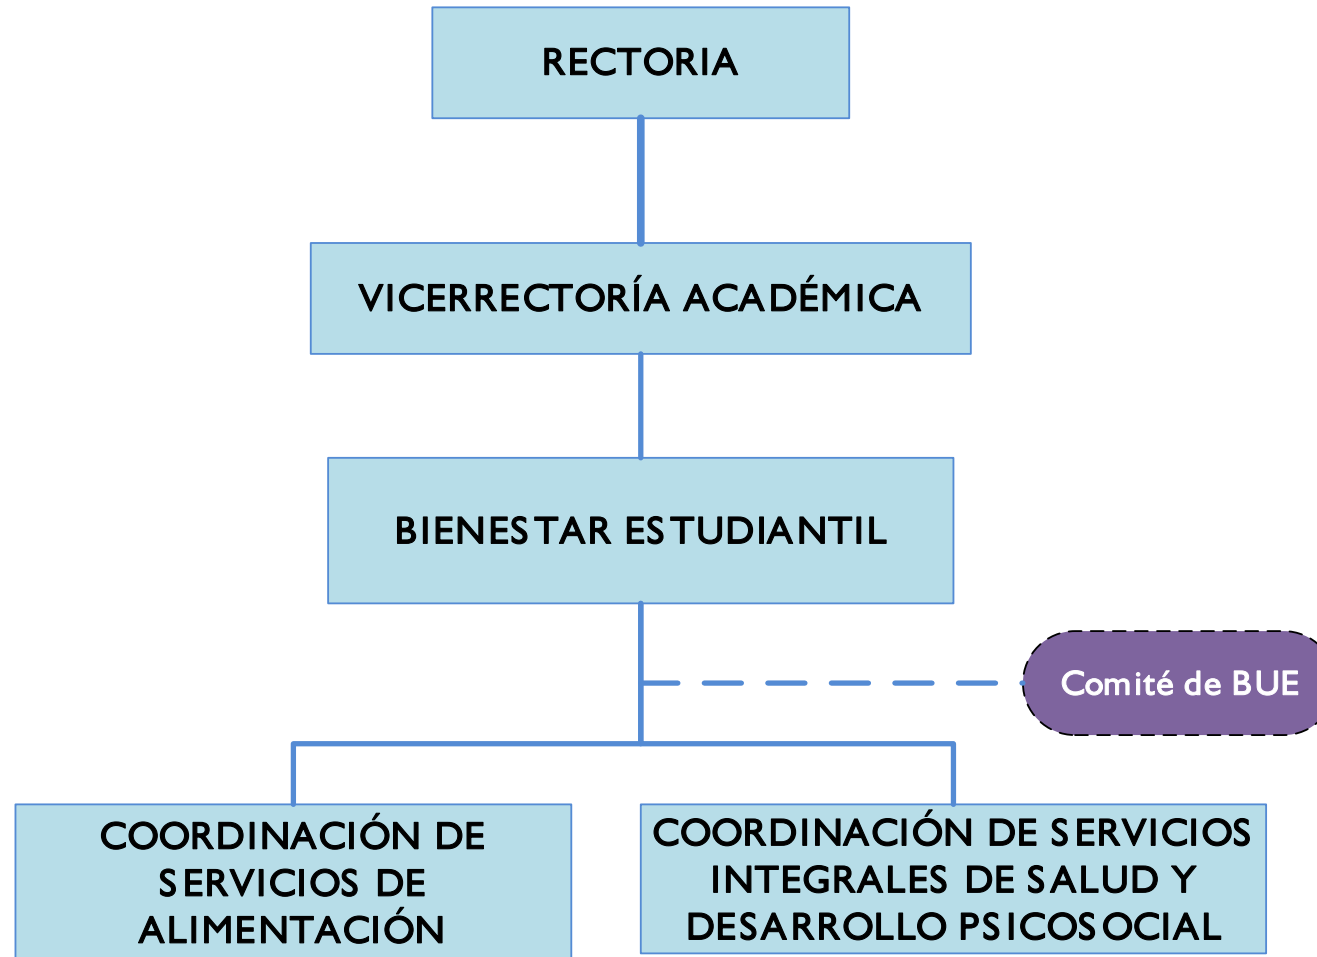 RECTORIA
VICERRECTORÍA ACADÉMICA
BIENESTAR ESTUDIANTIL
Comité de BUE
COORDINACIÓN DE
SERVICIOS DE
ALIMENTACIÓN
COORDINACIÓN DE SERVICIOS
INTEGRALES DE SALUD Y
DESARROLLO PSICOSOCIAL